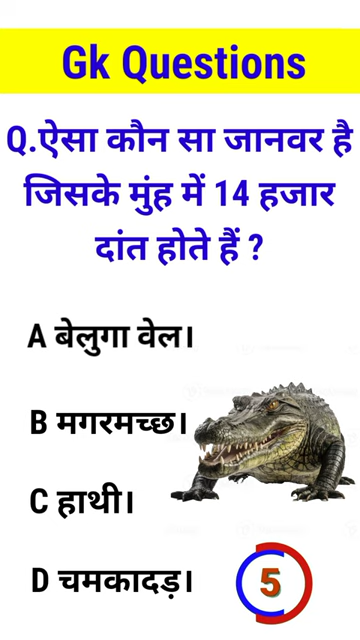 Gk Questions
Q.ऐसा कौन सा जानवर है
जिसके मुंह में 14 हजार
दांत होते हैं ?
A बेलुगा वेल।
B मगरमच्छ।
C हाथी।
D चमकादड़।
5